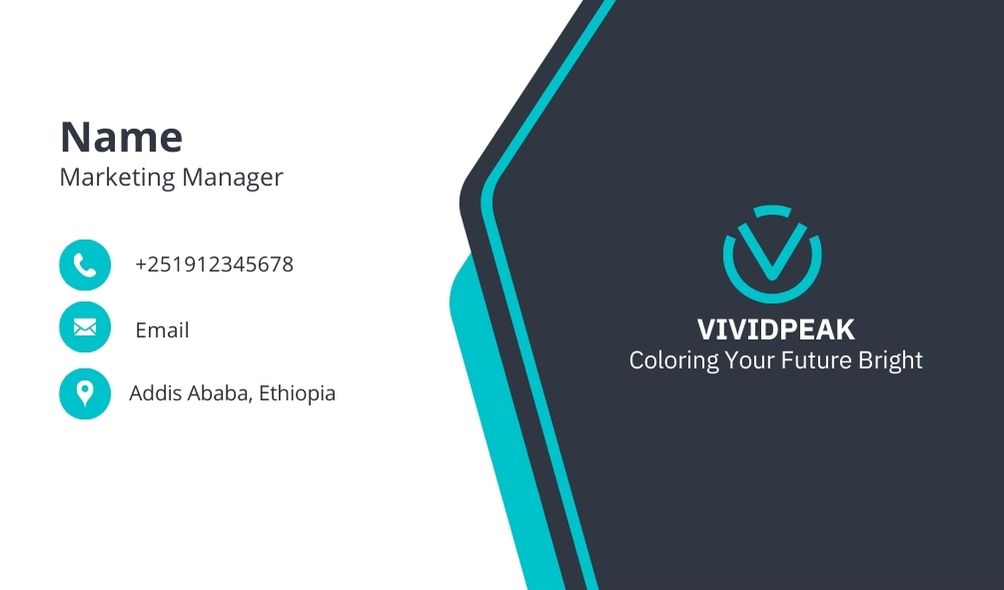 Name
Marketing Manager
+251912345678
Email
Addis Ababa, Ethiopia
VIVIDPEAK
Coloring Your Future Bright